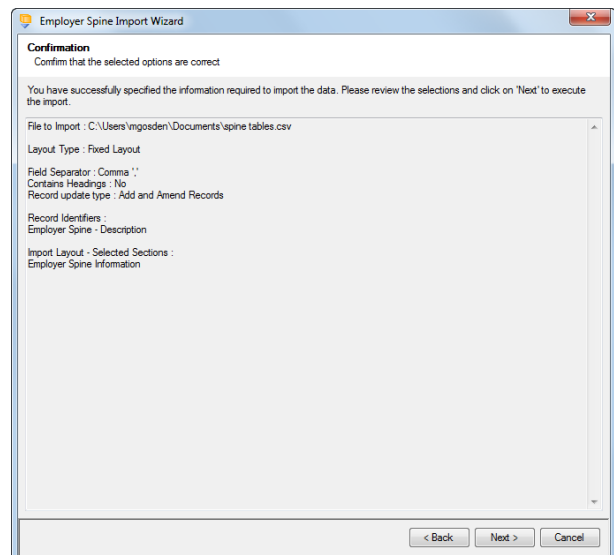 Employer Spine Import Wizard
Confirmation
Comfirm that the selected options are correct
You have successfully specified the information required to import the data. Please review the selections and click on 'Next' to execute
the import.
File to Import : C:\Users\mgosden\Documents\spine tables.csv
Layout Type : Fixed Layout
Field Separator : Comma ','
Contains Headings : No
Record update type : Add and Amend Records
Record Identifiers :
Employer Spine - Description
Import Layout - Selected Sections :
Employer Spine Information
< Back Next > Cancel